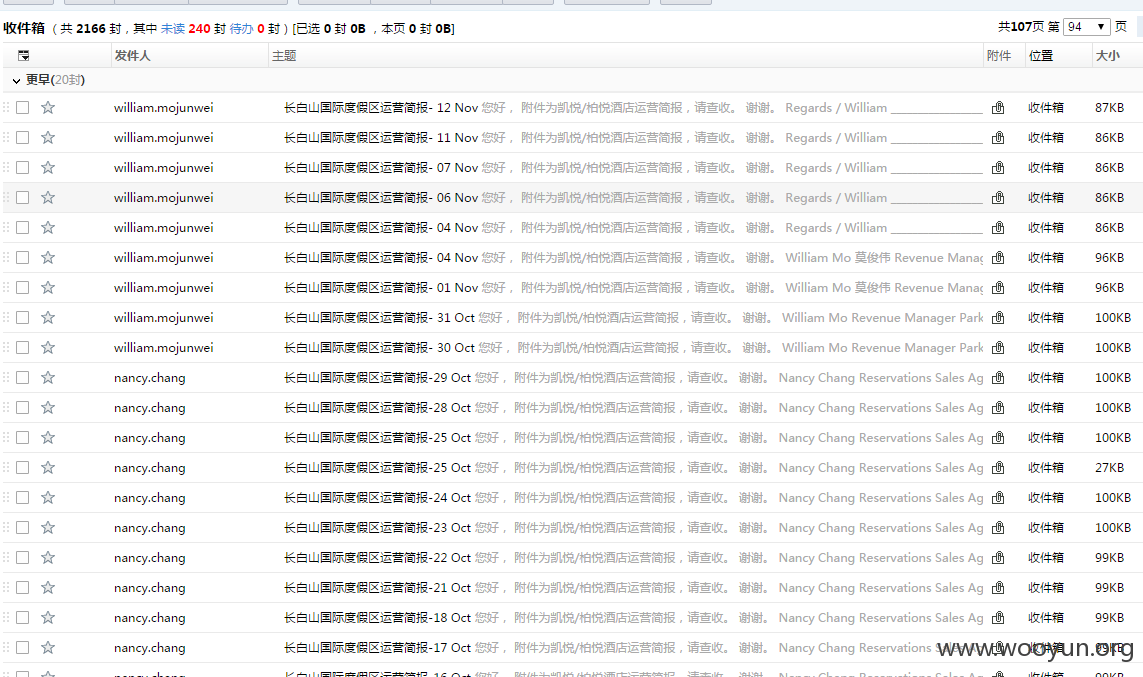 收件箱（共 2166 封，其中 未读 240 封 待办 0 封）[已选 0 封 0B ，本页 0 封 0B] 共107页 第 94 页
发件人 主题 附件 位置 大小
更早(20封)
william.mojunwei 长白山国际度假区运营简报- 12 Nov 您好， 附件为凯悦/柏悦酒店运营简报，请查收。 谢谢。 Regards / William 收件箱 87KB
william.mojunwei 长白山国际度假区运营简报- 11 Nov 您好， 附件为凯悦/柏悦酒店运营简报，请查收。 谢谢。 Regards / William 收件箱 86KB
william.mojunwei 长白山国际度假区运营简报- 07 Nov 您好， 附件为凯悦/柏悦酒店运营简报，请查收。 谢谢。 Regards / William 收件箱 86KB
william.mojunwei 长白山国际度假区运营简报- 06 Nov 您好， 附件为凯悦/柏悦酒店运营简报，请查收。 谢谢。 Regards / William 收件箱 86KB
william.mojunwei 长白山国际度假区运营简报- 04 Nov 您好， 附件为凯悦/柏悦酒店运营简报，请查收。 谢谢。 Regards / William 收件箱 86KB
william.mojunwei 长白山国际度假区运营简报- 04 Nov 您好， 附件为凯悦/柏悦酒店运营简报，请查收。 谢谢。 William Mo 莫俊伟 Revenue Manag 收件箱 96KB
william.mojunwei 长白山国际度假区运营简报- 01 Nov 您好， 附件为凯悦/柏悦酒店运营简报，请查收。 谢谢。 William Mo 莫俊伟 Revenue Manag 收件箱 96KB
william.mojunwei 长白山国际度假区运营简报- 31 Oct 您好， 附件为凯悦/柏悦酒店运营简报，请查收。 谢谢。 William Mo Revenue Manager Park 收件箱 100KB
william.mojunwei 长白山国际度假区运营简报- 30 Oct 您好， 附件为凯悦/柏悦酒店运营简报，请查收。 谢谢。 William Mo Revenue Manager Park 收件箱 100KB
nancy.chang 长白山国际度假区运营简报-29 Oct 您好， 附件为凯悦/柏悦酒店运营简报，请查收。 谢谢。 Nancy Chang Reservations Sales Ag 收件箱 100KB
nancy.chang 长白山国际度假区运营简报-28 Oct 您好， 附件为凯悦/柏悦酒店运营简报，请查收。 谢谢。 Nancy Chang Reservations Sales Ag 收件箱 100KB
nancy.chang 长白山国际度假区运营简报-25 Oct 您好， 附件为凯悦/柏悦酒店运营简报，请查收。 谢谢。 Nancy Chang Reservations Sales Ag 收件箱 100KB
nancy.chang 长白山国际度假区运营简报-25 Oct 您好， 附件为凯悦/柏悦酒店运营简报，请查收。 谢谢。 Nancy Chang Reservations Sales Ag 收件箱 27KB
nancy.chang 长白山国际度假区运营简报-24 Oct 您好， 附件为凯悦/柏悦酒店运营简报，请查收。 谢谢。 Nancy Chang Reservations Sales Ag 收件箱 100KB
nancy.chang 长白山国际度假区运营简报-23 Oct 您好， 附件为凯悦/柏悦酒店运营简报，请查收。 谢谢。 Nancy Chang Reservations Sales Ag 收件箱 100KB
nancy.chang 长白山国际度假区运营简报-22 Oct 您好， 附件为凯悦/柏悦酒店运营简报，请查收。 谢谢。 Nancy Chang Reservations Sales Ag 收件箱 99KB
nancy.chang 长白山国际度假区运营简报-21 Oct 您好， 附件为凯悦/柏悦酒店运营简报，请查收。 谢谢。 Nancy Chang Reservations Sales Ag 收件箱 99KB
nancy.chang 长白山国际度假区运营简报-18 Oct 您好， 附件为凯悦/柏悦酒店运营简报，请查收。 谢谢。 Nancy Chang Reservations Sales Ag 收件箱 99KB
nancy.chang 长白山国际度假区运营简报-17 Oct 您好， 附件为凯悦/柏悦酒店运营简报，请查收。 谢谢。 Nancy Chang Reservations Sales Ag 收件箱 99KB
www.wooyun.org